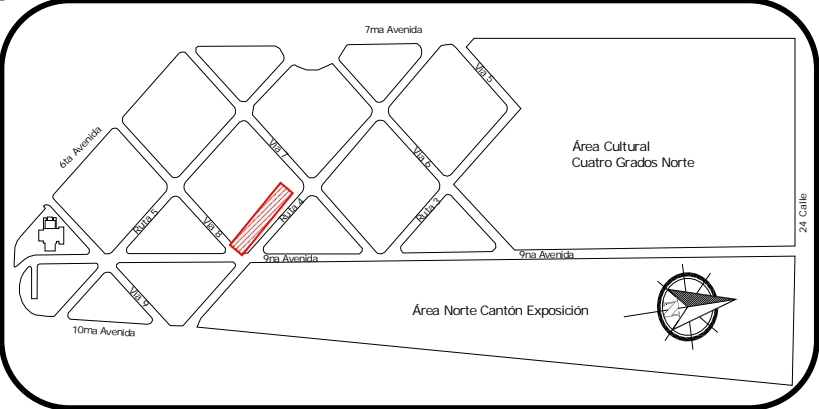 7ma Avenida
Vía 5
6ta Avenida
Vía 7
Vía 6
Área Cultural
Cuatro Grados Norte
24 Calle
Ruta 5
Vía 8
Ruta 4
Ruta 3
9na Avenida
9na Avenida
Vía 9
10ma Avenida
Área Norte Cantón Exposición
N